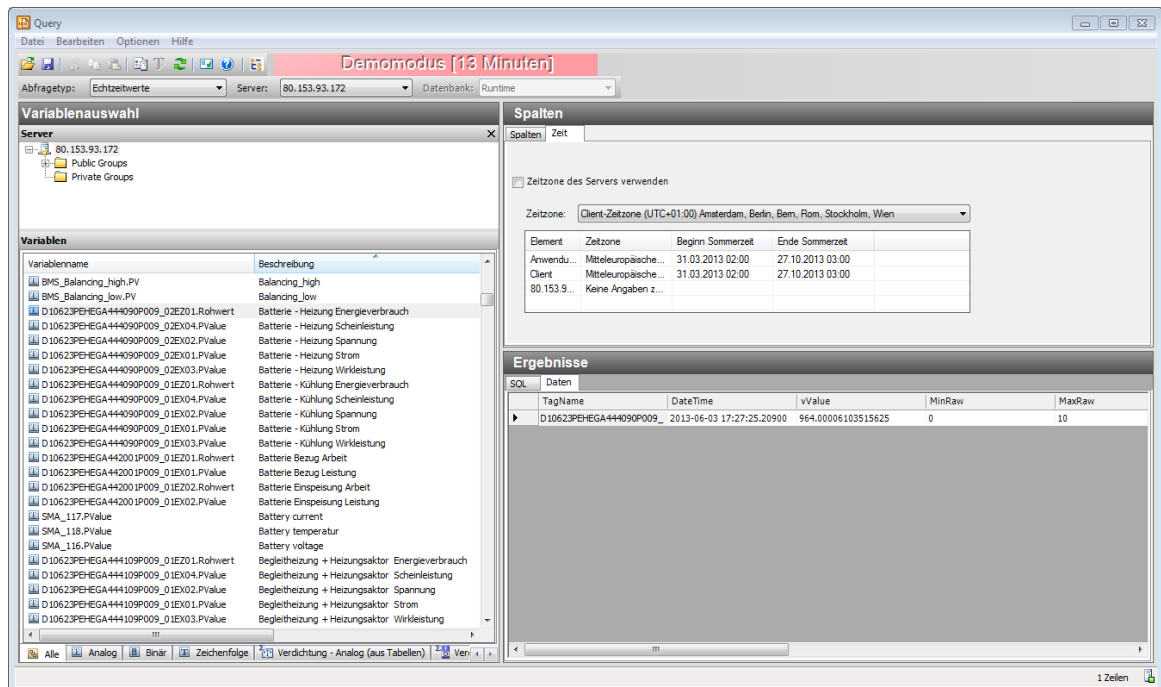 Query
Datei Bearbeiten Optionen Hilfe
Demomodus [13 Minuten]
Abfragetyp: Echtzeitwerte Server: 80.153.93.172 Datenbank: Runtime
Variablenauswahl
Server
80.153.93.172
Public Groups
Private Groups
Variablen
Variablenname Beschreibung
BMS_Balancing_high.PV Balancing_high
BMS_Balancing_low.PV Balancing_low
D10623PEHEGA444090P009_02EZ01.Rohwert Batterie - Heizung Energieverbrauch
D10623PEHEGA444090P009_02EX04.PValue Batterie - Heizung Scheinleistung
D10623PEHEGA444090P009_02EX02.PValue Batterie - Heizung Spannung
D10623PEHEGA444090P009_02EX01.PValue Batterie - Heizung Strom
D10623PEHEGA444090P009_02EX03.PValue Batterie - Heizung Wirkleistung
D10623PEHEGA444090P009_01EZ01.Rohwert Batterie - Kühlung Energieverbrauch
D10623PEHEGA444090P009_01EX04.PValue Batterie - Kühlung Scheinleistung
D10623PEHEGA444090P009_01EX02.PValue Batterie - Kühlung Spannung
D10623PEHEGA444090P009_01EX01.PValue Batterie - Kühlung Strom
D10623PEHEGA444090P009_01EX03.PValue Batterie - Kühlung Wirkleistung
D10623PEHEGA442001P009_01EZ01.Rohwert Batterie Bezug Arbeit
D10623PEHEGA442001P009_01EX01.PValue Batterie Bezug Leistung
D10623PEHEGA442001P009_01EZ02.Rohwert Batterie Einspeisung Arbeit
D10623PEHEGA442001P009_01EX02.PValue Batterie Einspeisung Leistung
SMA_117.PValue Battery current
SMA_118.PValue Battery temperatur
SMA_116.PValue Battery voltage
D10623PEHEGA444109P009_01EZ01.Rohwert Begleitheizung + Heizungsaktor Energieverbrauch
D10623PEHEGA444109P009_01EX04.PValue Begleitheizung + Heizungsaktor Scheinleistung
D10623PEHEGA444109P009_01EX02.PValue Begleitheizung + Heizungsaktor Spannung
D10623PEHEGA444109P009_01EX01.PValue Begleitheizung + Heizungsaktor Strom
D10623PEHEGA444109P009_01EX03.PValue Begleitheizung + Heizungsaktor Wirkleistung
Alle Analog Binär Zeichenfolge Verdichtung - Analog (aus Tabellen) Ver
Spalten
Spalten Zeit
Zeitzone des Servers verwenden
Zeitzone: Client-Zeitzone (UTC+01:00) Amsterdam, Berlin, Bern, Rom, Stockholm, Wien
Element Zeitzone Beginn Sommerzeit Ende Sommerzeit
Anwendu... Mitteleuropäische... 31.03.2013 02:00 27.10.2013 03:00
Client Mitteleuropäische... 31.03.2013 02:00 27.10.2013 03:00
80.153.9... Keine Angaben z...
Ergebnisse
SQL Daten
TagName DateTime vValue MinRaw MaxRaw
D10623PEHEGA444090P009_ 2013-06-03 17:27:25.20900 964.00006103515625 0 10
1 Zeilen